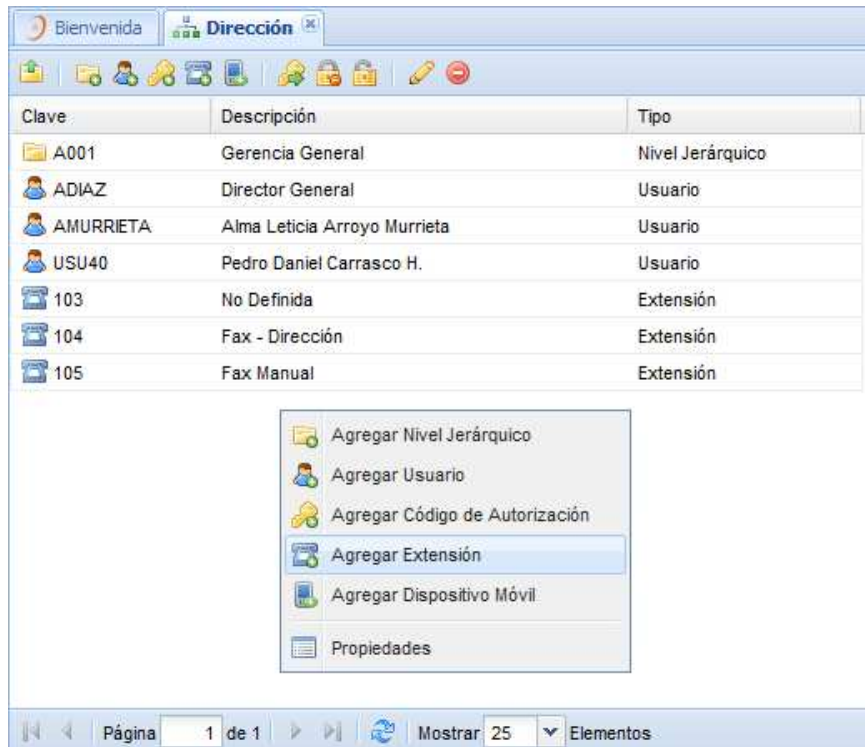 Bienvenida Dirección
Clave Descripción Tipo
A001 Gerencia General Nivel Jerárquico
ADIAZ Director General Usuario
AMURRIETA Alma Leticia Arroyo Murrieta Usuario
USU40 Pedro Daniel Carrasco H. Usuario
103 No Definida Extensión
104 Fax - Dirección Extensión
105 Fax Manual Extensión
Agregar Nivel Jerárquico
Agregar Usuario
Agregar Código de Autorización
Agregar Extensión
Agregar Dispositivo Móvil
Propiedades
Página 1 de 1 Mostrar 25 Elementos